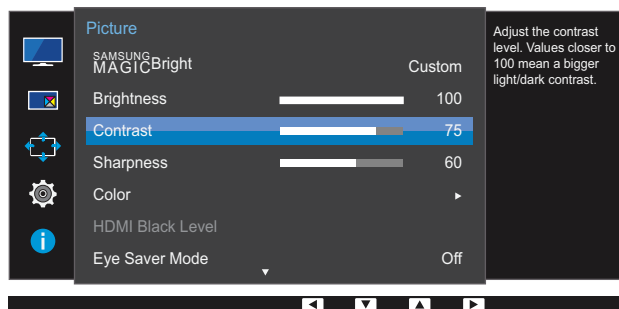 Picture
SAMSUNG
MAGICBright Custom
Brightness 100
Contrast 75
Sharpness 60
Color
HDMI Black Level
Eye Saver Mode Off
Adjust the contrast
level. Values closer to
100 mean a bigger
light/dark contrast.